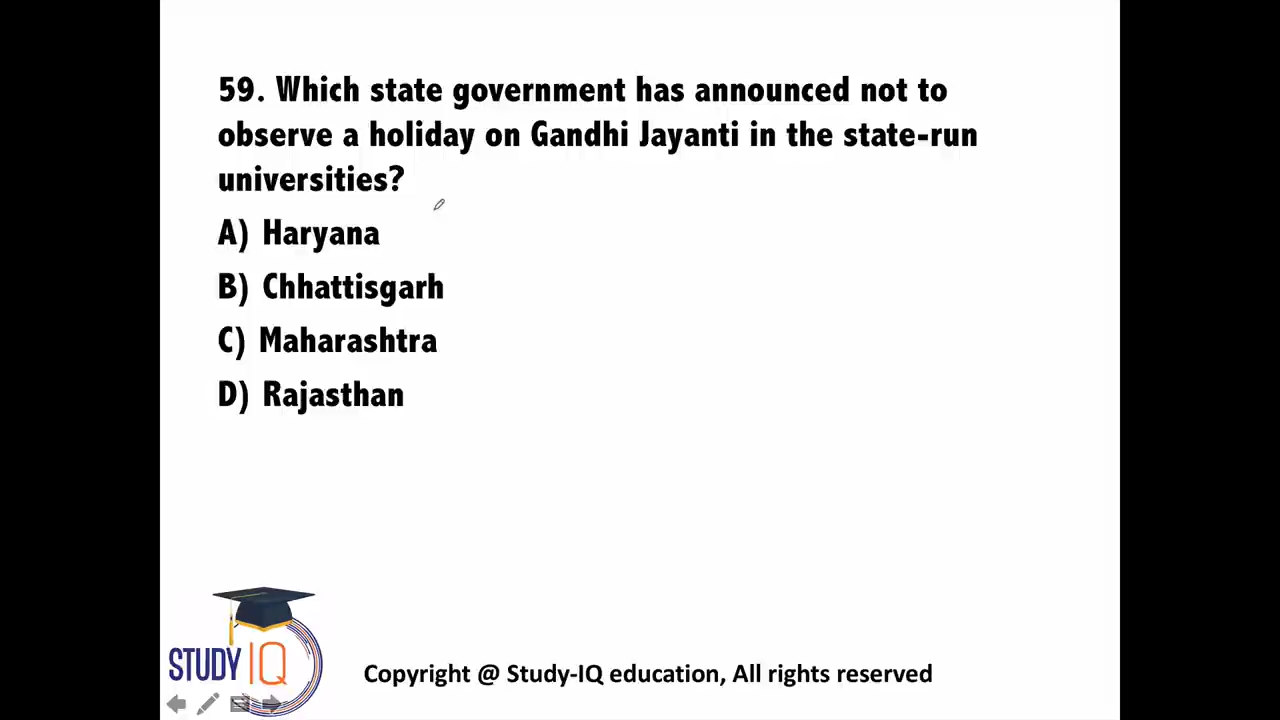 59. Which state government has announced not to
observe a holiday on Gandhi Jayanti in the state-run
universities?
A) Haryana
B) Chhattisgarh
C) Maharashtra
D) Rajasthan
STUDY IQ
Copyright @ Study-IQ education, All rights reserved